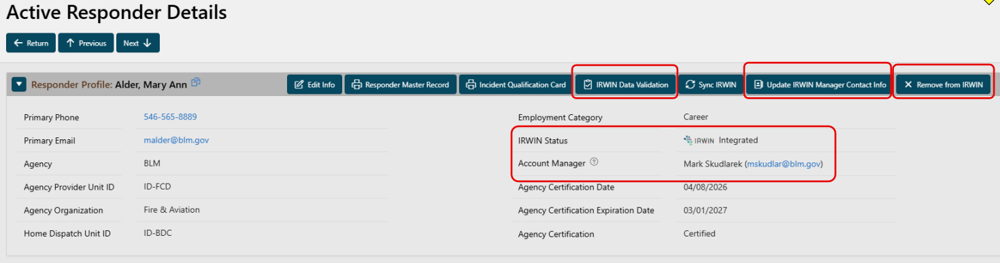 Active Responder Details
Return Previous Next
Responder Profile: Alder, Mary Ann Edit Info Responder Master Record Incident Qualification Card IRWIN Data Validation Sync IRWIN Update IRWIN Manager Contact Info Remove from IRWIN
Primary Phone 546-565-8889 Employment Category Career
Primary Email malder@blm.gov IRWIN Status IRWIN Integrated
Agency BLM Account Manager ? Mark Skudlarek (mskudlar@blm.gov)
Agency Provider Unit ID ID-FCD Agency Certification Date 04/08/2026
Agency Organization Fire & Aviation Agency Certification Expiration Date 03/01/2027
Home Dispatch Unit ID ID-BDC Agency Certification Certified